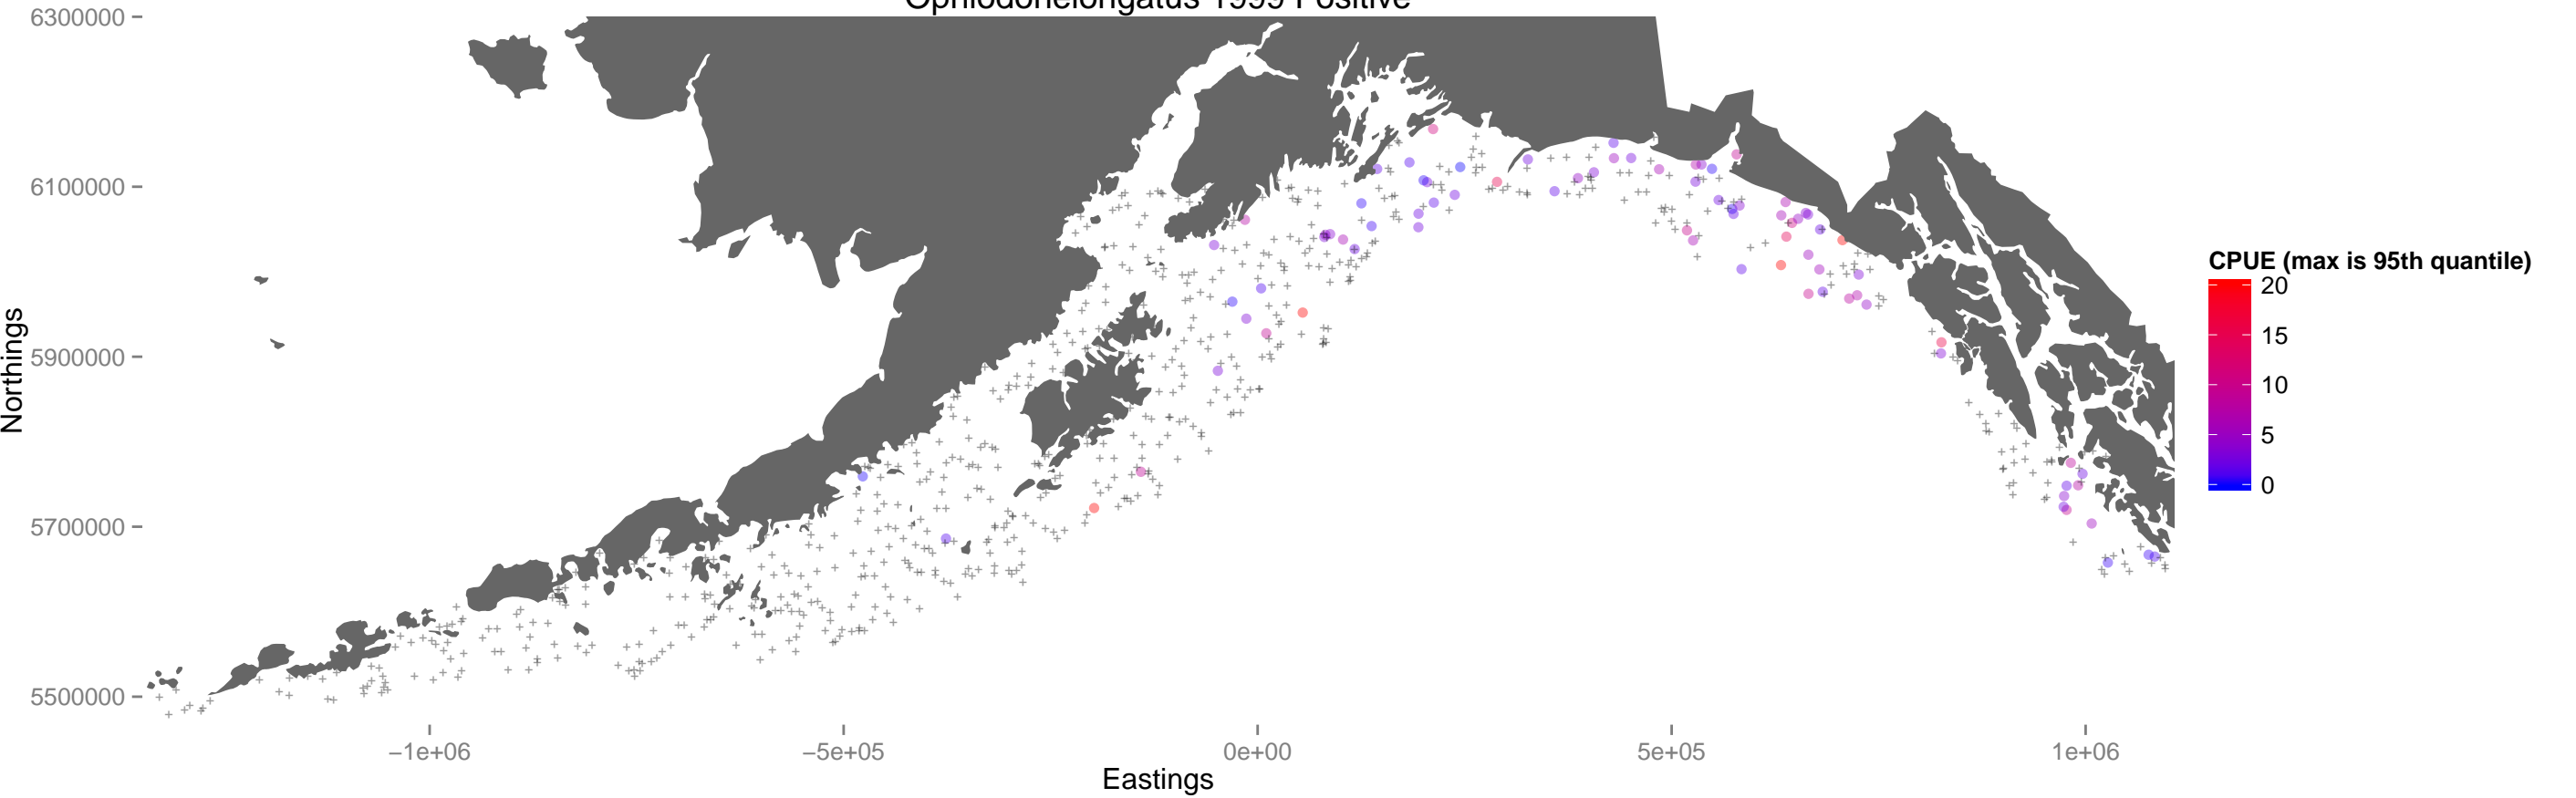 Ophiodonelongatus 1999 Positive
6300000
6100000
5900000
5700000
5500000
Northings
−1e+06
−5e+05
0e+00
5e+05
1e+06
Eastings
CPUE (max is 95th quantile)
20
15
10
5
0